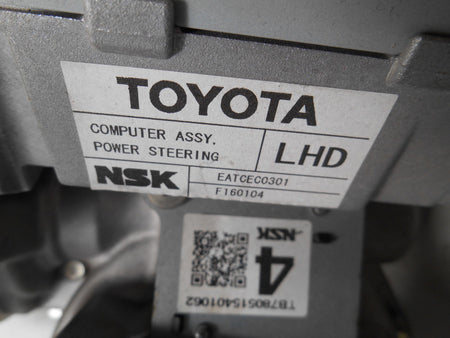 TOYOTA
COMPUTER ASSY,
POWER STEERING
LHD
NSK
EATCEC0301
F160104
NSK
4
TB780515401062